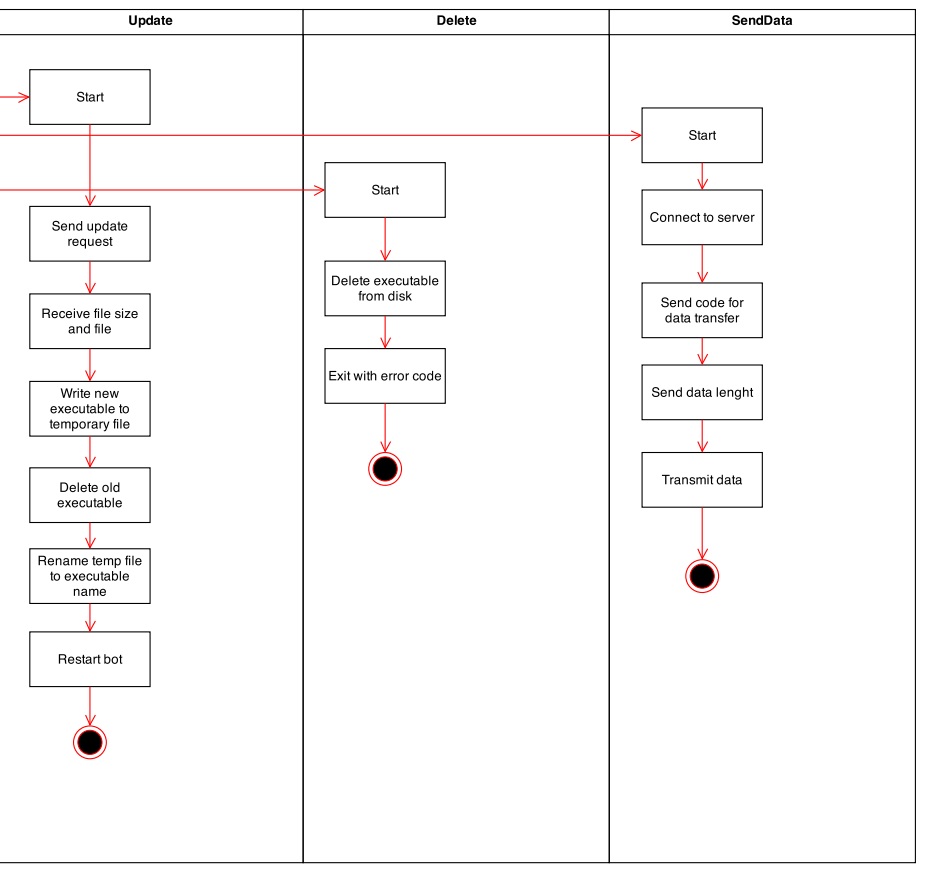 Update
Delete
SendData
Start
Send update
request
Receive file size
and file
Write new
executable to
temporary file
Delete old
executable
Rename temp file
to executable
name
Restart bot
Start
Delete executable
from disk
Exit with error code
Start
Connect to server
Send code for
data transfer
Send data lenght
Transmit data